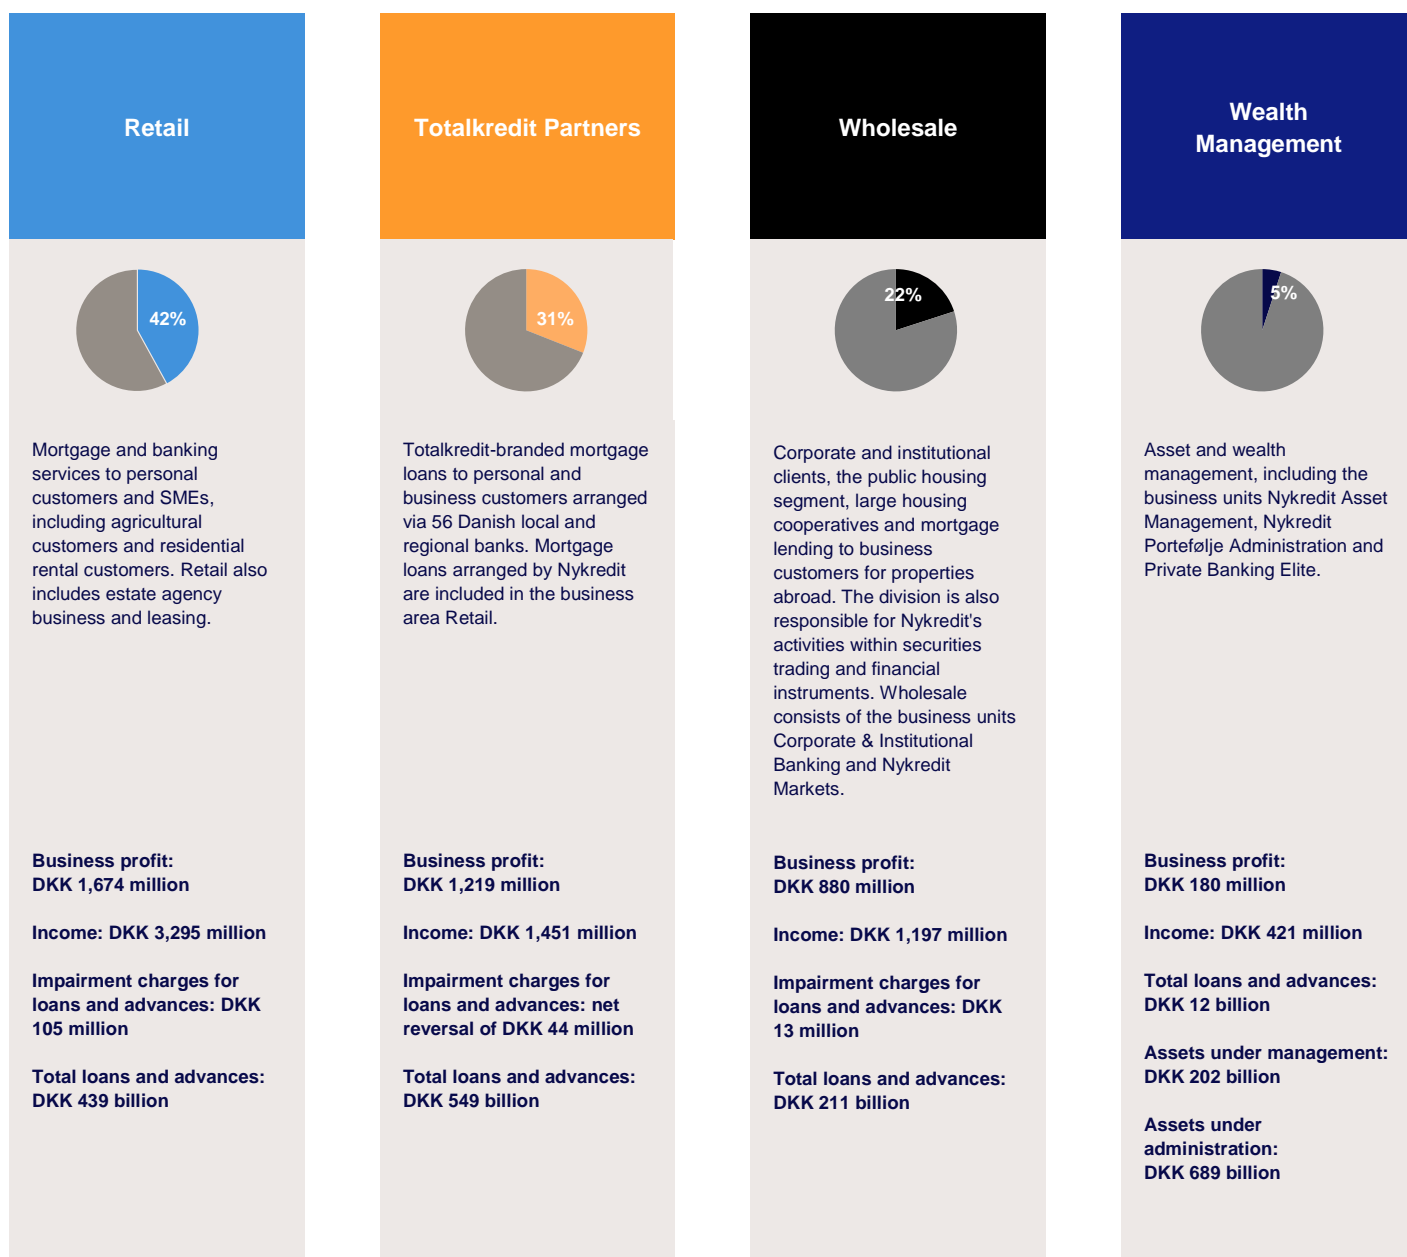 Retail
42%
Mortgage and banking
services to personal
customers and SMEs,
including agricultural
customers and residential
rental customers. Retail also
includes estate agency
business and leasing.
Business profit:
DKK 1,674 million
Income: DKK 3,295 million
Impairment charges for
loans and advances: DKK
105 million
Total loans and advances:
DKK 439 billion
Totalkredit Partners
31%
Totalkredit-branded mortgage
loans to personal and
business customers arranged
via 56 Danish local and
regional banks. Mortgage
loans arranged by Nykredit
are included in the business
area Retail.
Business profit:
DKK 1,219 million
Income: DKK 1,451 million
Impairment charges for
loans and advances: net
reversal of DKK 44 million
Total loans and advances:
DKK 549 billion
Wholesale
22%
Corporate and institutional
clients, the public housing
segment, large housing
cooperatives and mortgage
lending to business
customers for properties
abroad. The division is also
responsible for Nykredit's
activities within securities
trading and financial
instruments. Wholesale
consists of the business units
Corporate & Institutional
Banking and Nykredit
Markets.
Business profit:
DKK 880 million
Income: DKK 1,197 million
Impairment charges for
loans and advances: DKK
13 million
Total loans and advances:
DKK 211 billion
Wealth
Management
5%
Asset and wealth
management, including the
business units Nykredit Asset
Management, Nykredit
Portefølje Administration and
Private Banking Elite.
Business profit:
DKK 180 million
Income: DKK 421 million
Total loans and advances:
DKK 12 billion
Assets under management:
DKK 202 billion
Assets under
administration:
DKK 689 billion